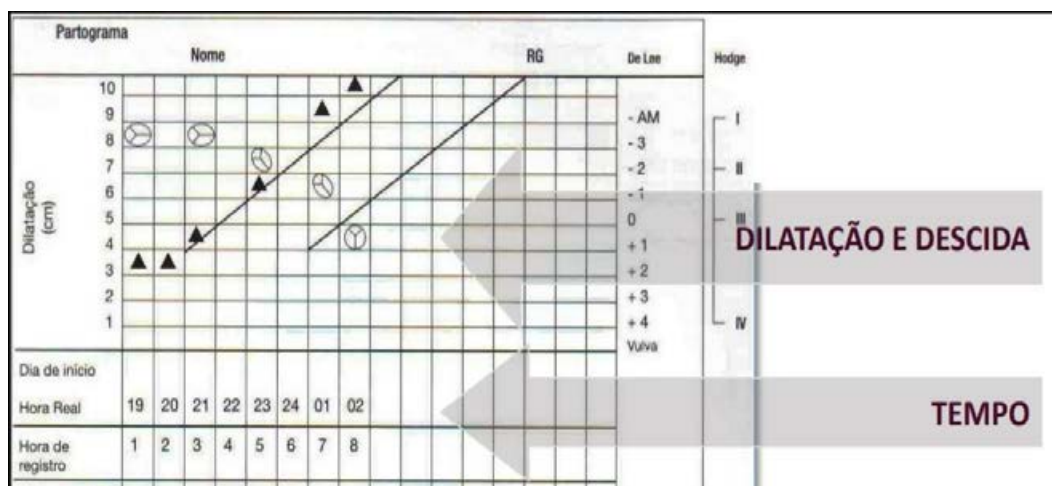 Partograma
Nome RG De Lee Hodge
10
9
- AM I
8
- 3
7
- 2 II
6
- 1
5
0 III
4
+ 1
3
+ 2
2
+ 3
1
+ 4 IV
Vulva
Dilatação
(cm)
DILATAÇÃO E DESCIDA
Dia de início
Hora Real 19 20 21 22 23 24 01 02
TEMPO
Hora de
registro
1 2 3 4 5 6 7 8